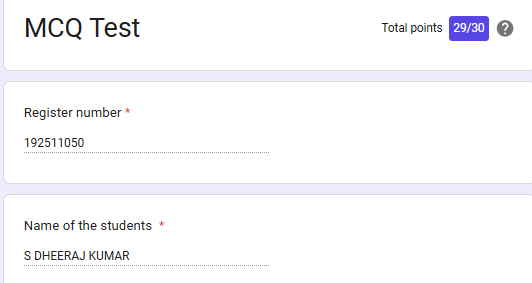 MCQ Test
Total points 29/30 ?
Register number *
192511050
Name of the students *
S DHEERAJ KUMAR